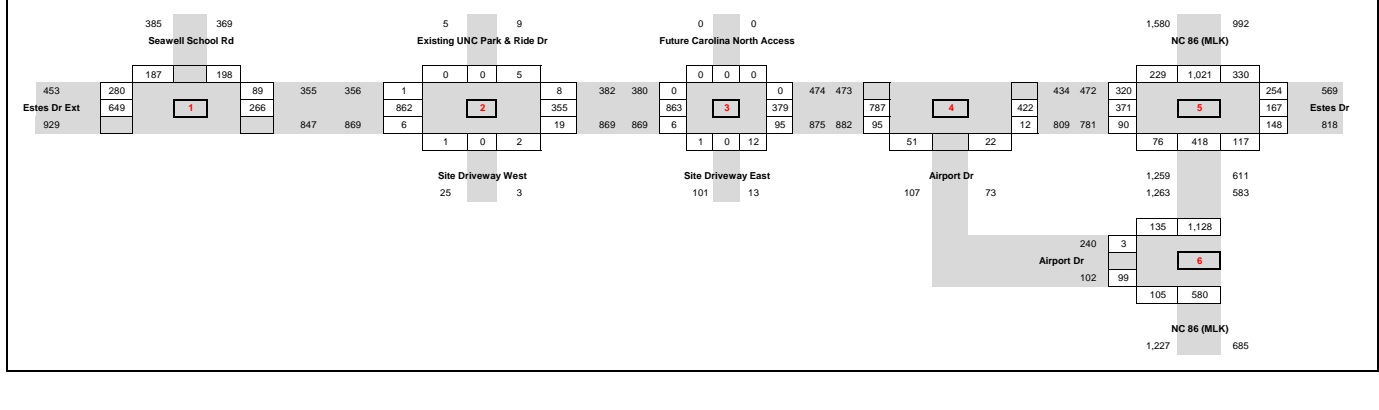 385 369 5 9 0 0 1,580 992
Seawell School Rd Existing UNC Park & Ride Dr Future Carolina North Access NC 86 (MLK)
187 198 0 0 5 0 0 0 229 1,021 330
453 280 89 355 356 1 8 382 380 0 0 474 473 434 472 320 254 569
Estes Dr Ext 649 1 266 862 2 355 863 3 379 787 4 422 371 5 167 Estes Dr
929 847 869 6 19 869 869 6 95 875 882 95 12 809 781 90 148 818
1 0 2 1 0 12 51 22 76 418 117
Site Driveway West Site Driveway East Airport Dr 1,259 611
25 3 101 13 107 73 1,263 583
135 1,128
240 3
Airport Dr 6
102 99
105 580
NC 86 (MLK)
1,227 685